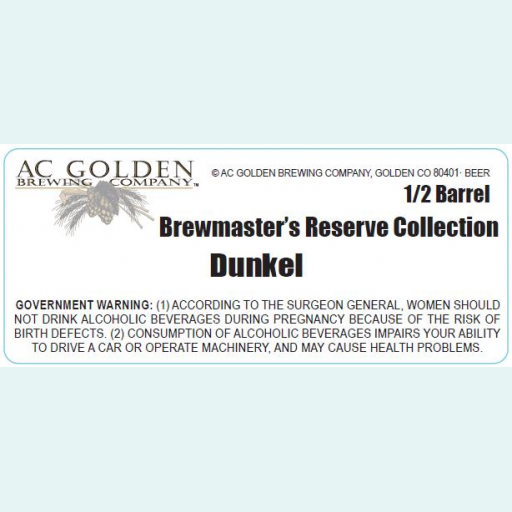 AC GOLDEN
BREWING COMPANY™
© AC GOLDEN BREWING COMPANY, GOLDEN CO 80401· BEER
1/2 Barrel
Brewmaster's Reserve Collection
Dunkel
GOVERNMENT WARNING: (1) ACCORDING TO THE SURGEON GENERAL, WOMEN SHOULD
NOT DRINK ALCOHOLIC BEVERAGES DURING PREGNANCY BECAUSE OF THE RISK OF
BIRTH DEFECTS. (2) CONSUMPTION OF ALCOHOLIC BEVERAGES IMPAIRS YOUR ABILITY
TO DRIVE A CAR OR OPERATE MACHINERY, AND MAY CAUSE HEALTH PROBLEMS.